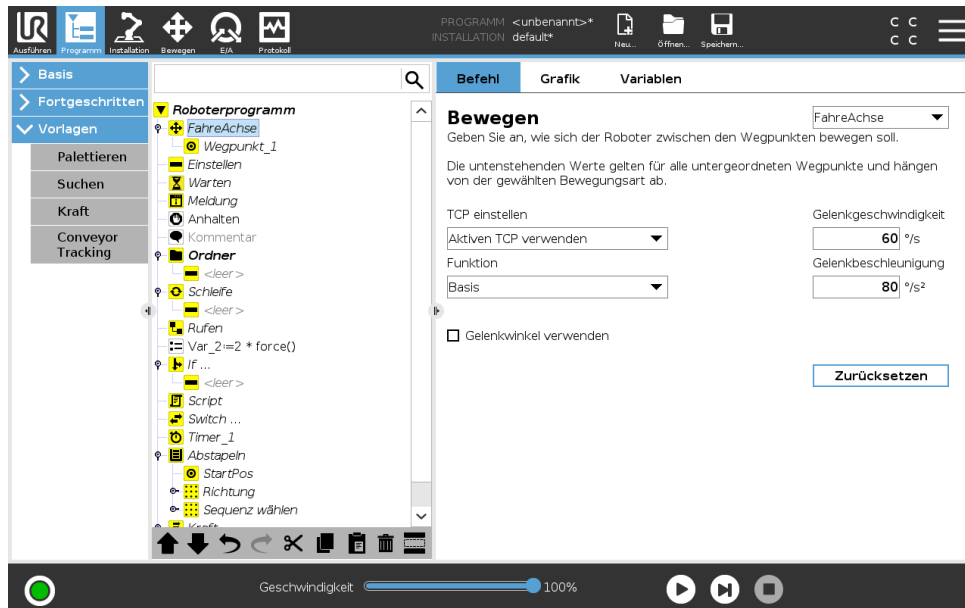 UR
PROGRAMM <unbenannt>*
INSTALLATION default*
C C
C C
Ausführen Programm Installation Bewegen E/A Protokoll
Neu... Öffnen... Speichern...
Basis
Fortgeschritten
Vorlagen
Palettieren
Suchen
Kraft
Conveyor
Tracking
Roboterprogramm
FahreAchse
Wegpunkt_1
Einstellen
Warten
Meldung
Anhalten
Kommentar
Ordner
<leer>
Schleife
<leer>
Rufen
Var_2:=2 * force()
If ...
<leer>
Script
Switch ...
Timer_1
Abstapeln
StartPos
Richtung
Sequenz wählen
Kraft
Befehl Grafik Variablen
Bewegen
FahreAchse
Geben Sie an, wie sich der Roboter zwischen den Wegpunkten bewegen soll.
Die untenstehenden Werte gelten für alle untergeordneten Wegpunkte und hängen
von der gewählten Bewegungsart ab.
TCP einstellen
Gelenkgeschwindigkeit
Aktiven TCP verwenden
60 °/s
Funktion
Gelenkbeschleunigung
Basis
80 °/s²
Gelenkwinkel verwenden
Zurücksetzen
Geschwindigkeit 100%